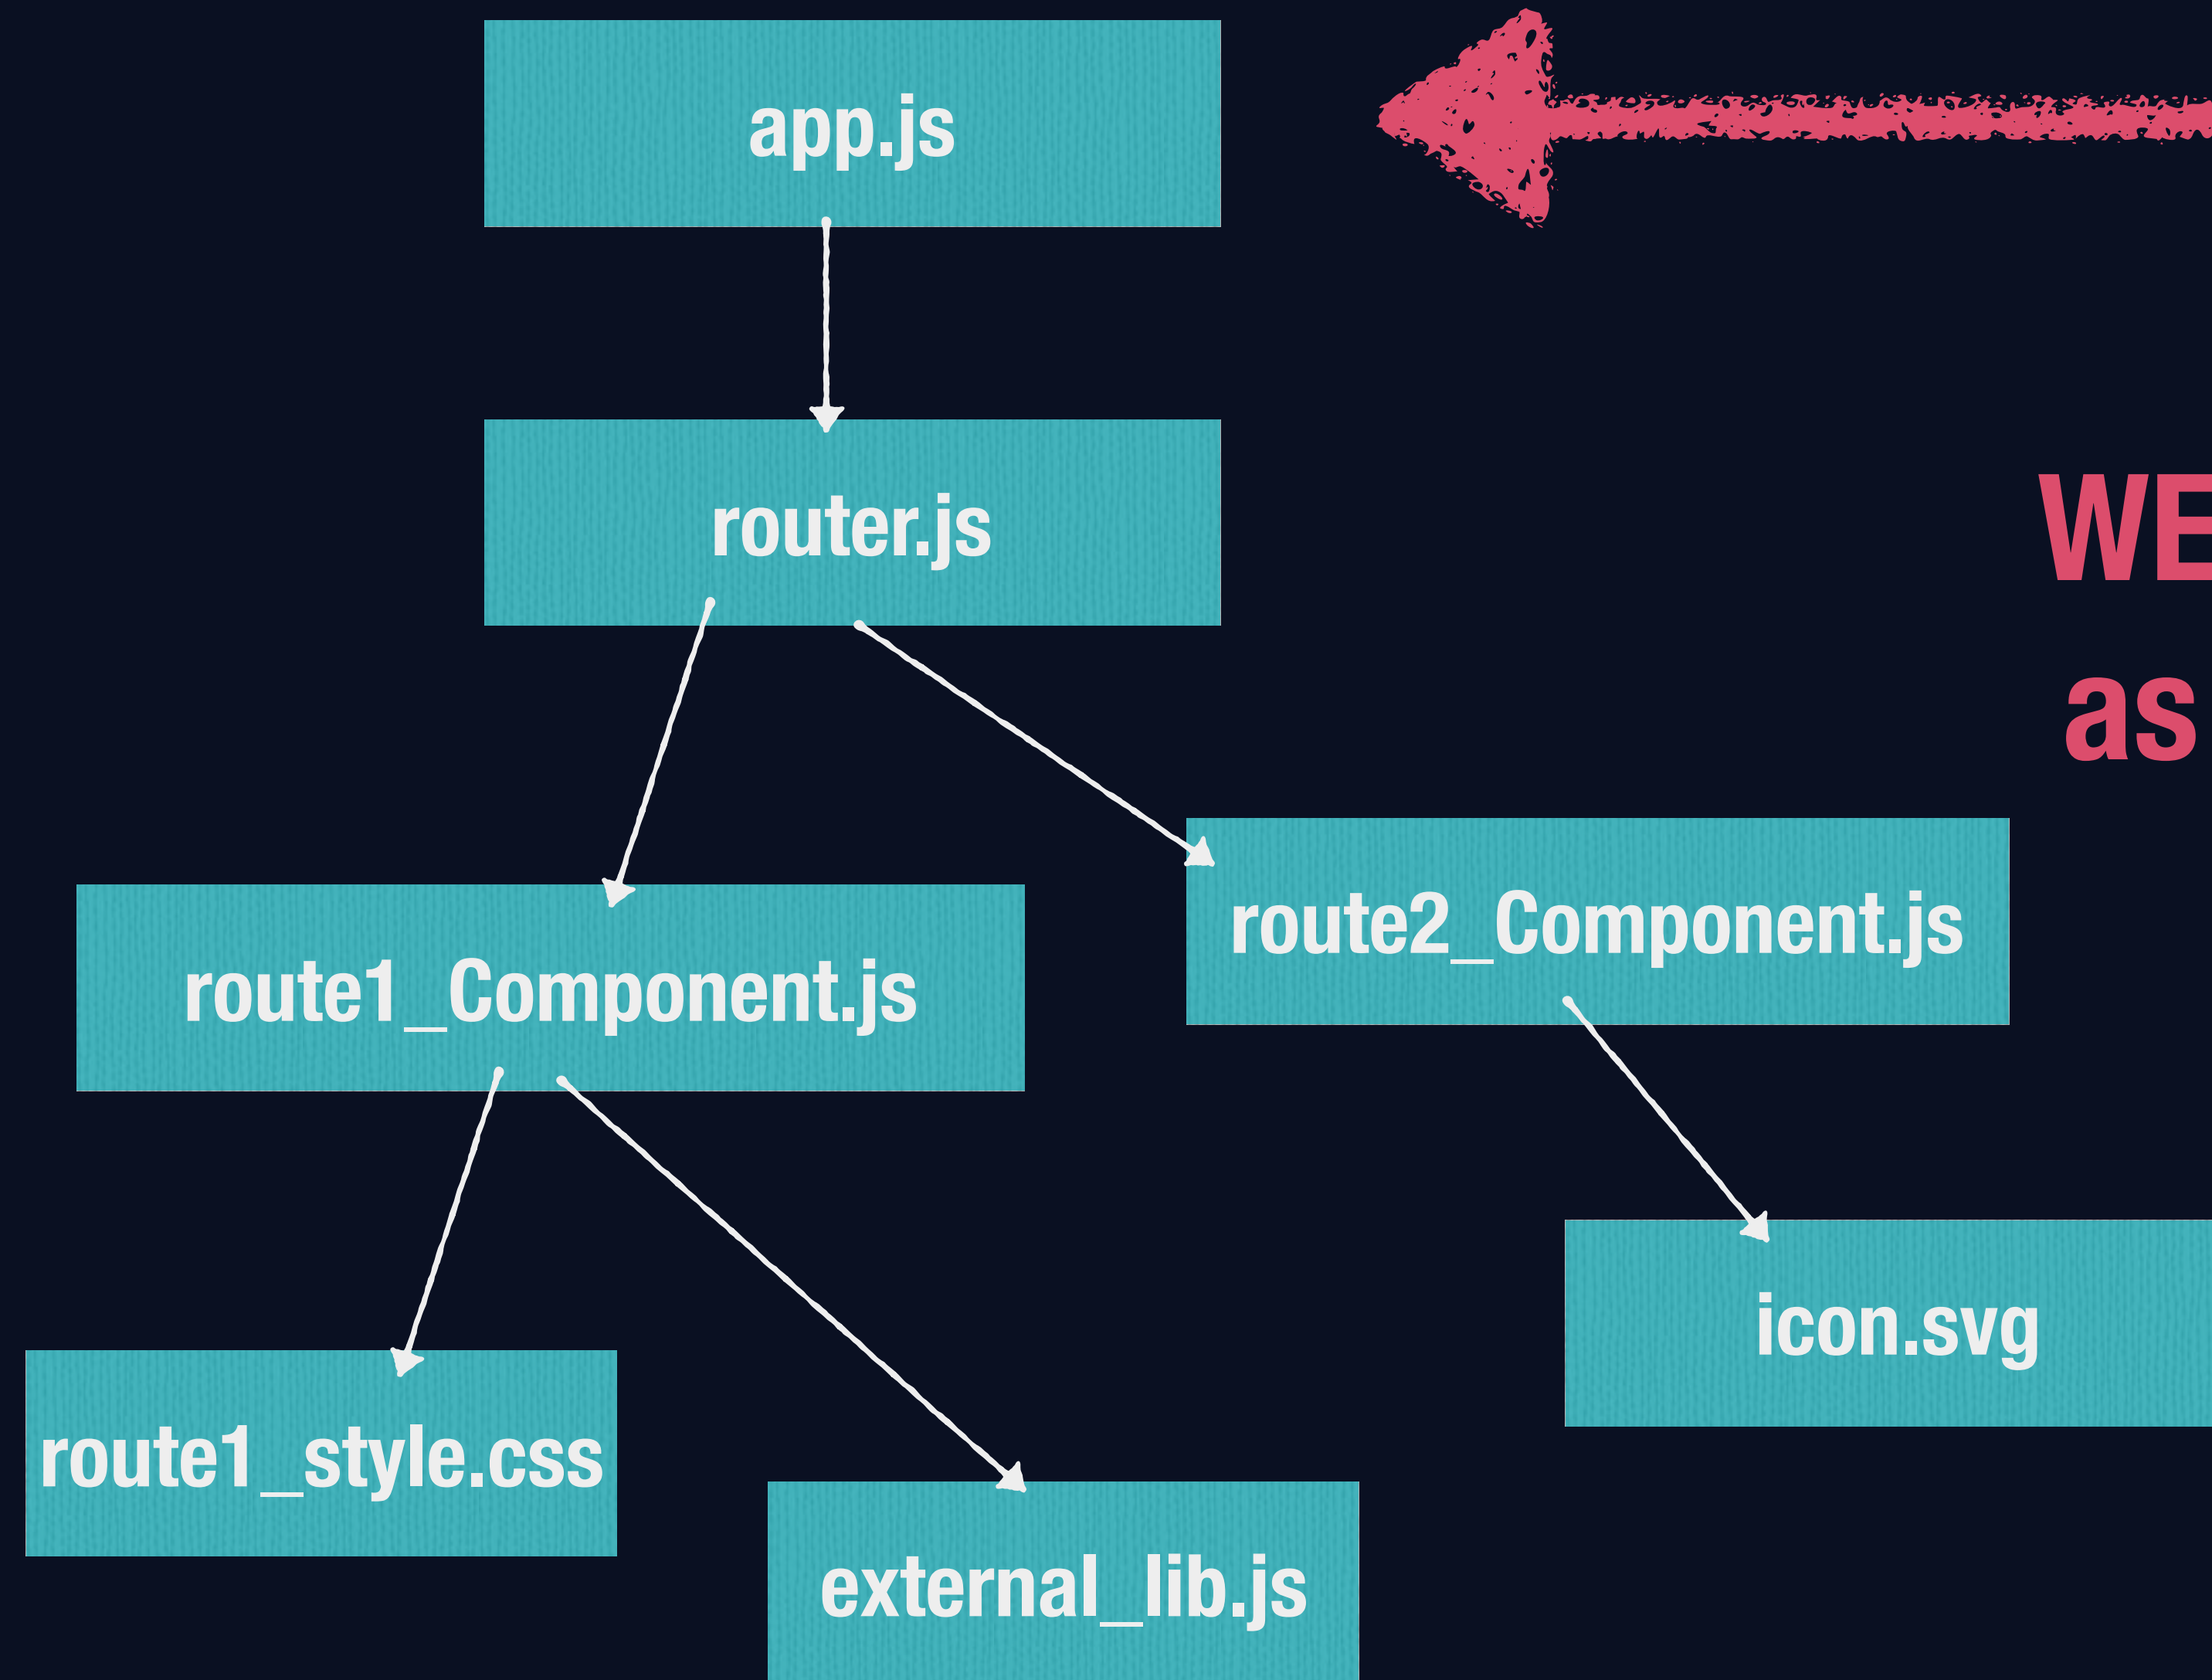 app.js
router.js
WE
as
route2_Component.js
route1_Component.js
icon.svg
route1_style.css
external_lib.js